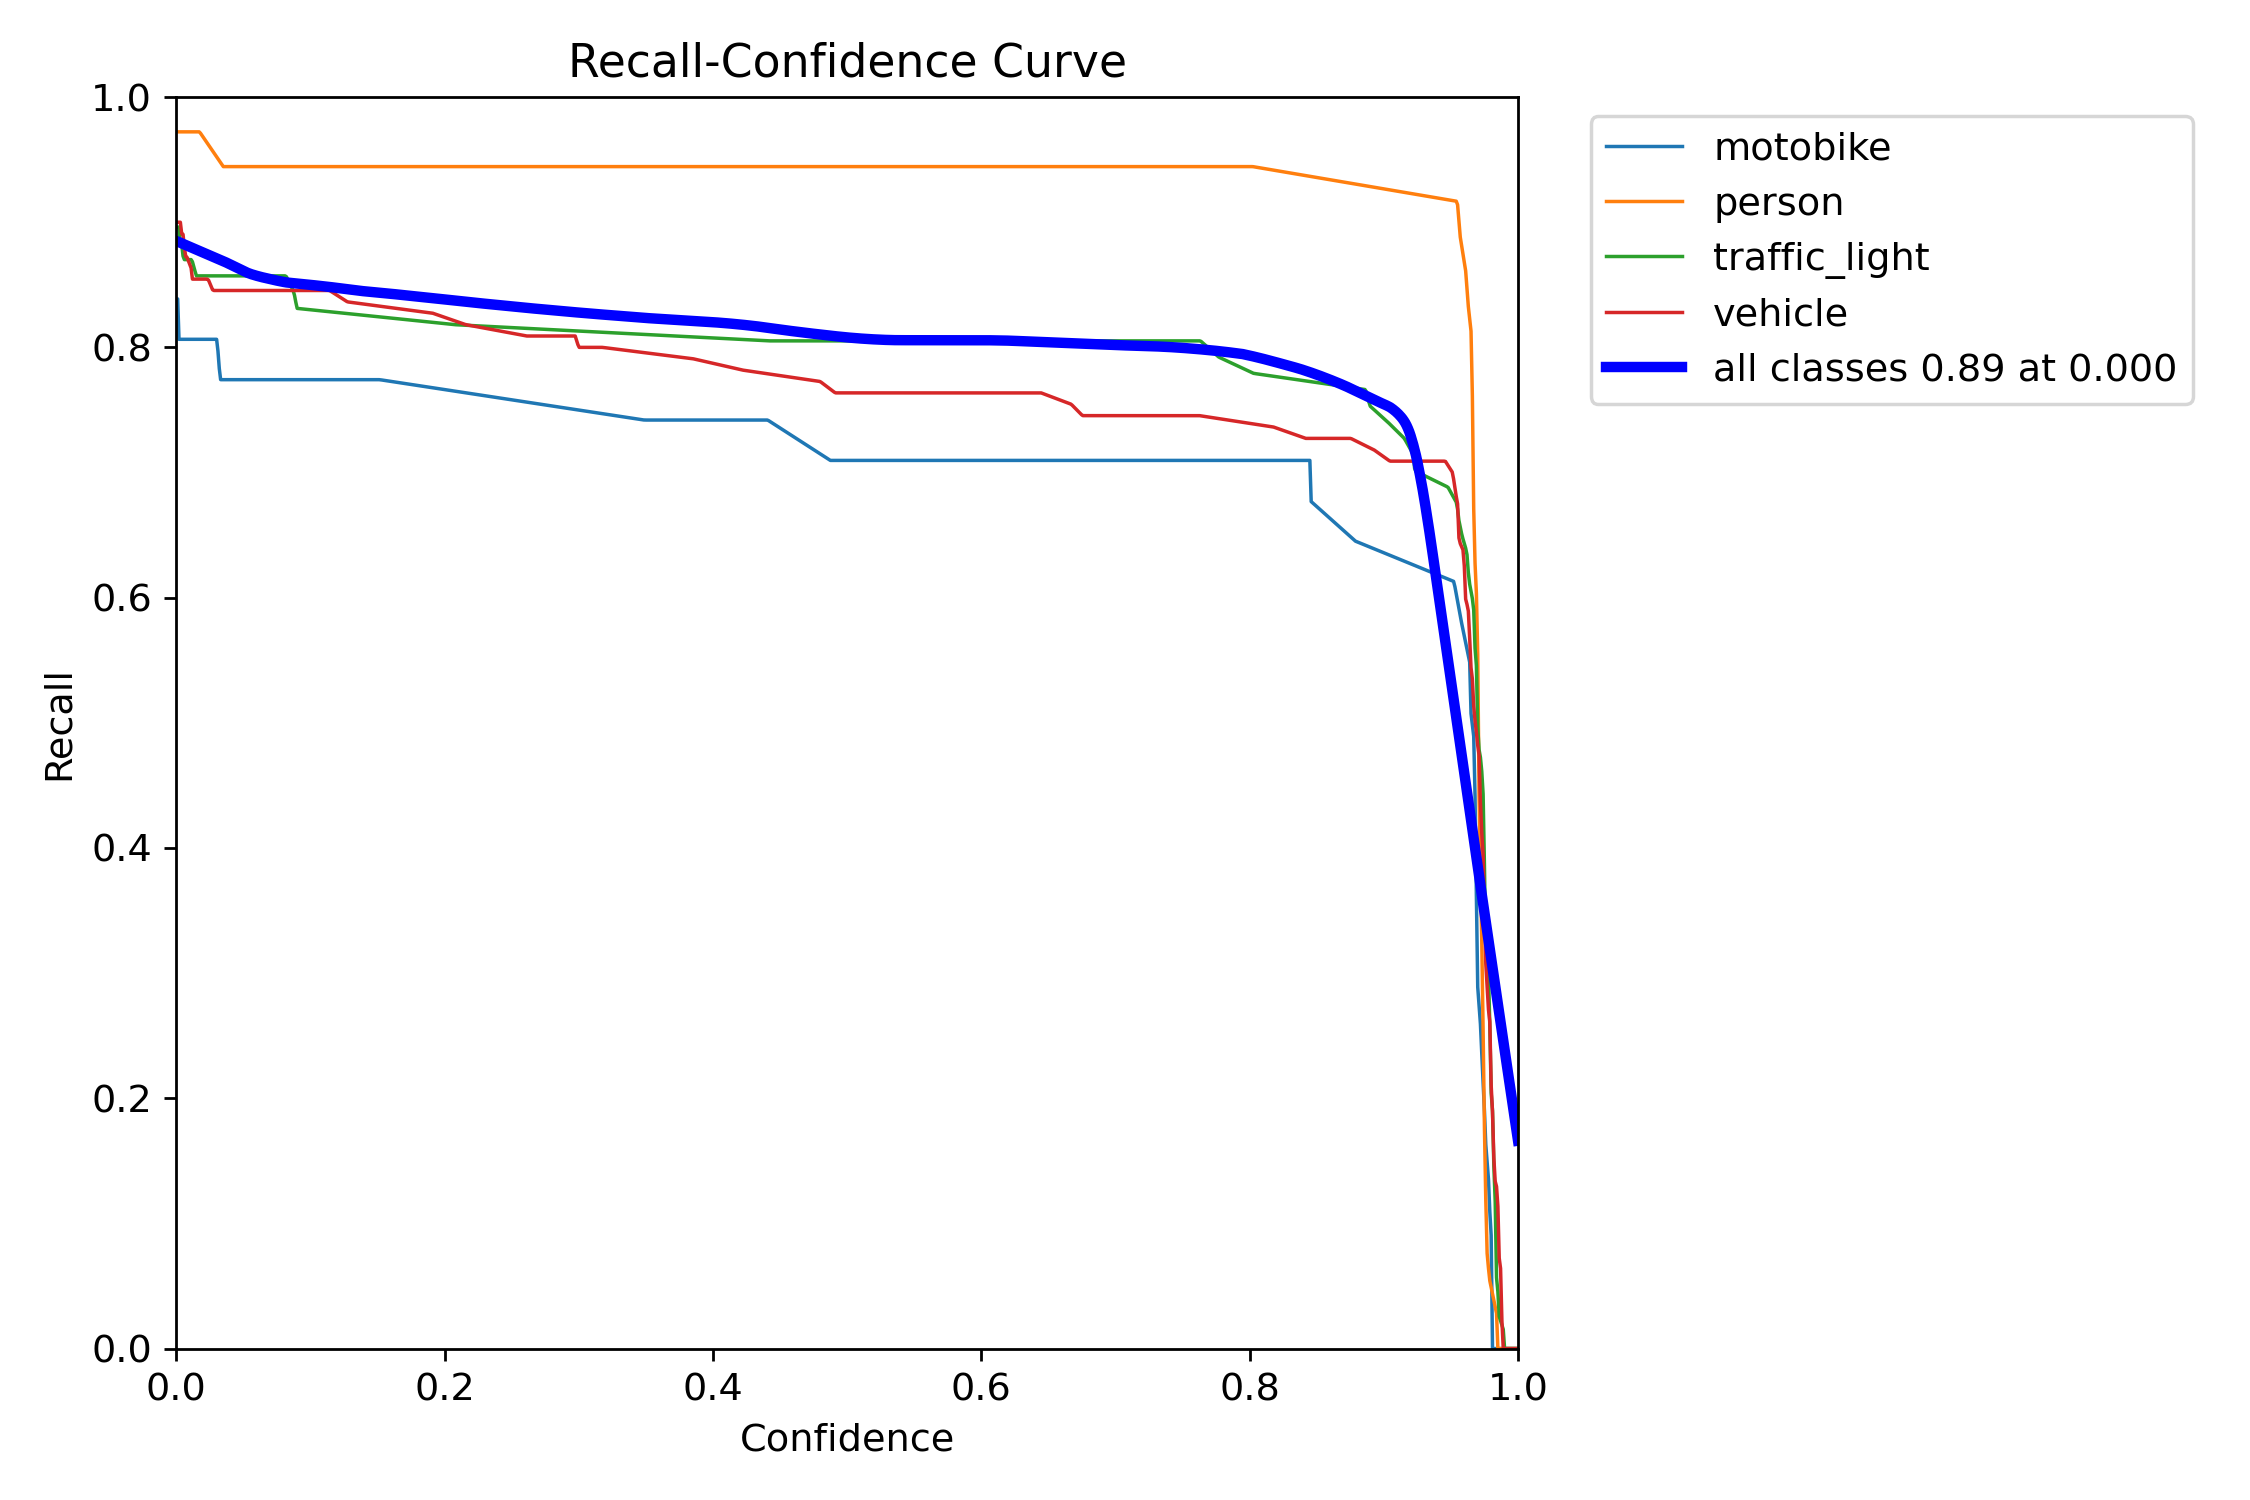 Recall-Confidence Curve
1.0
0.8
0.6
0.4
0.2
0.0
Recall
0.0 0.2 0.4 0.6 0.8 1.0
Confidence
motobike
person
traffic_light
vehicle
all classes 0.89 at 0.000